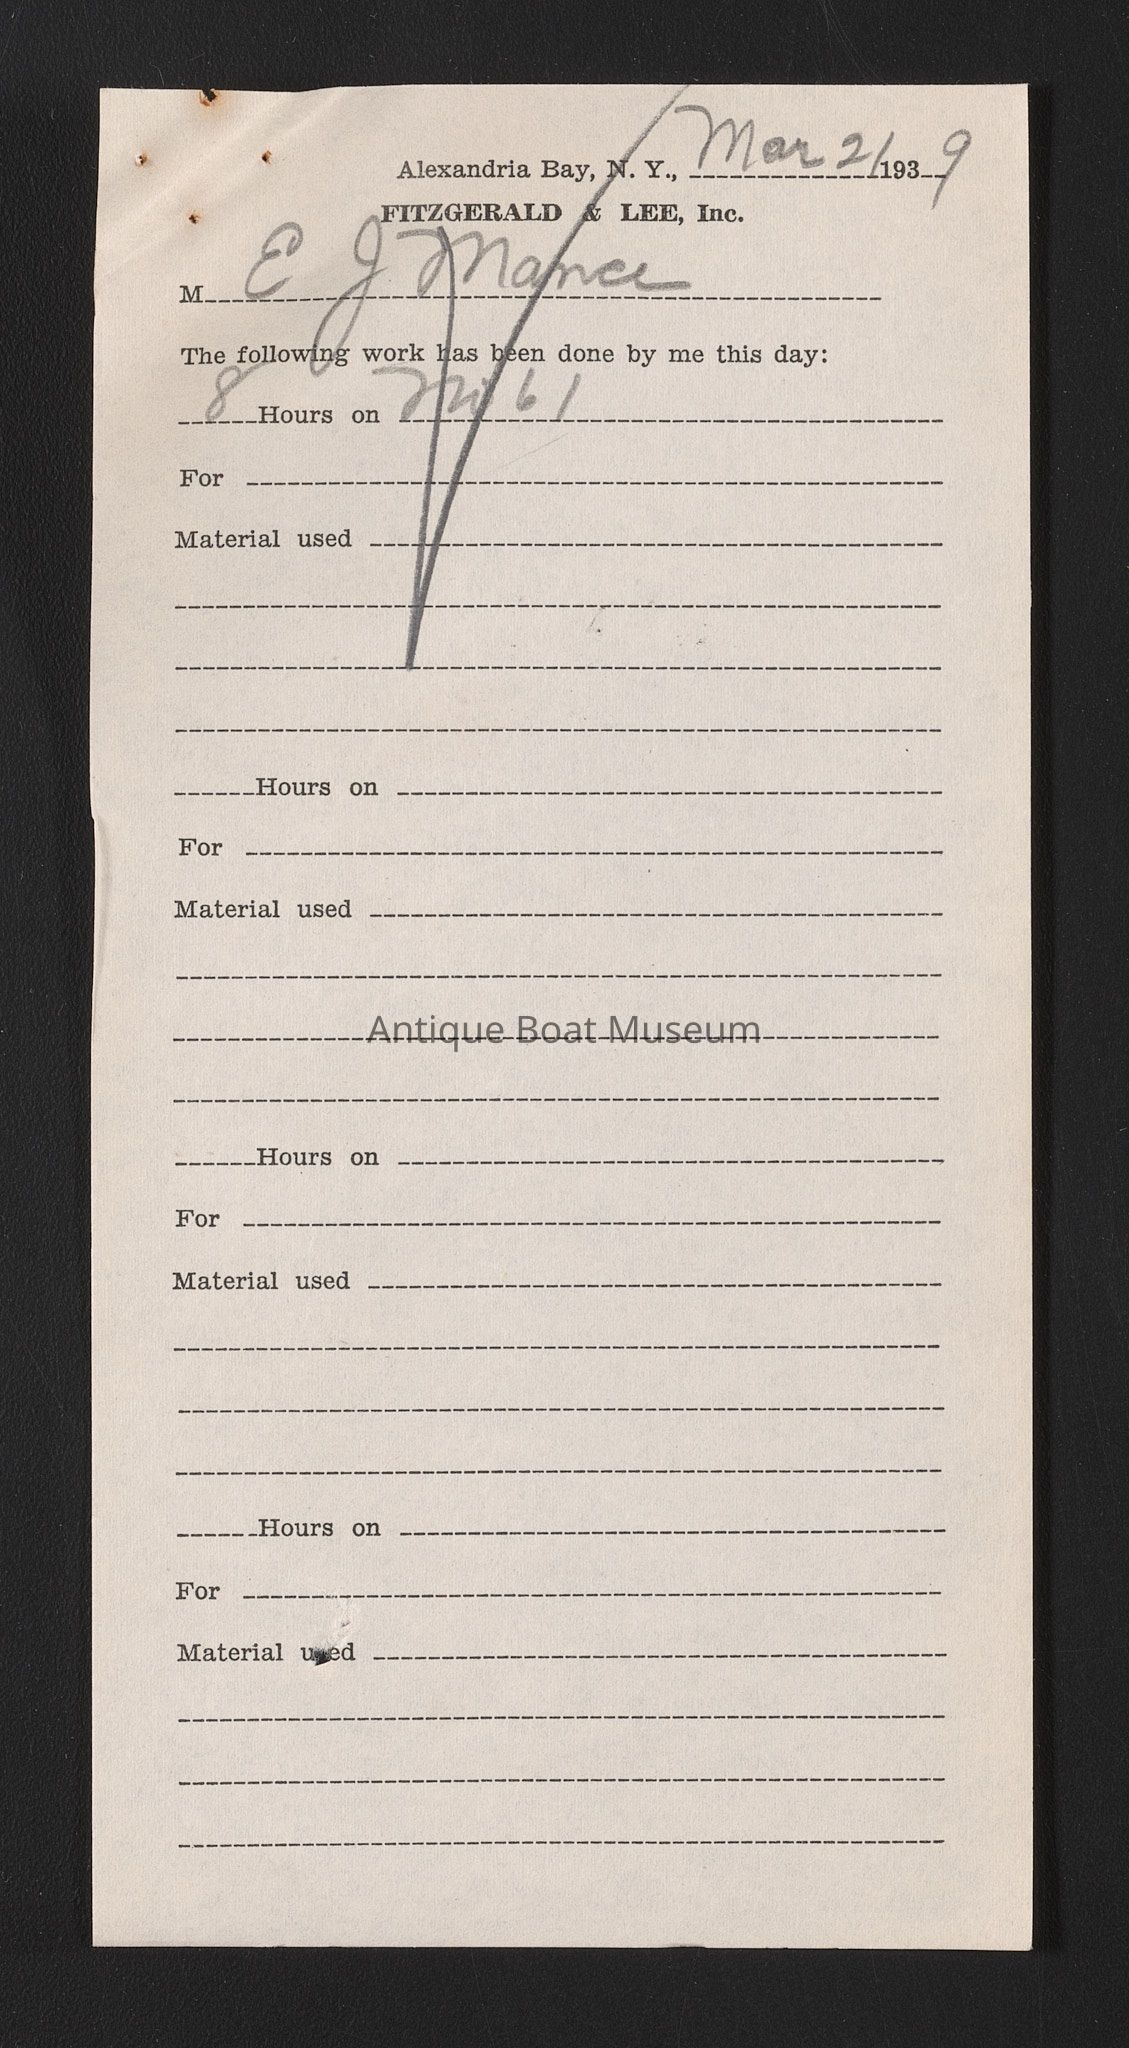 Alexandria Bay, N. Y., Mar 21 1939
FITZGERALD & LEE, Inc.
M E J Mance
The following work has been done by me this day:
8 Hours on No 61
For
Material used
Hours on
For
Material used
Antique Boat Museum
Hours on
For
Material used
Hours on
For
Material used